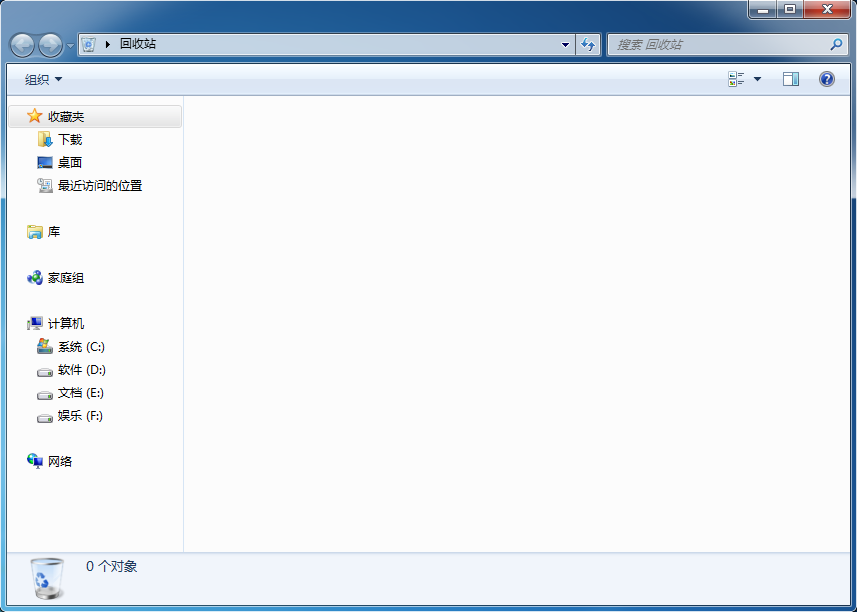 回收站
搜索 回收站
组织
收藏夹
下载
桌面
最近访问的位置
库
家庭组
计算机
系统 (C:)
软件 (D:)
文档 (E:)
娱乐 (F:)
网络
0 个对象